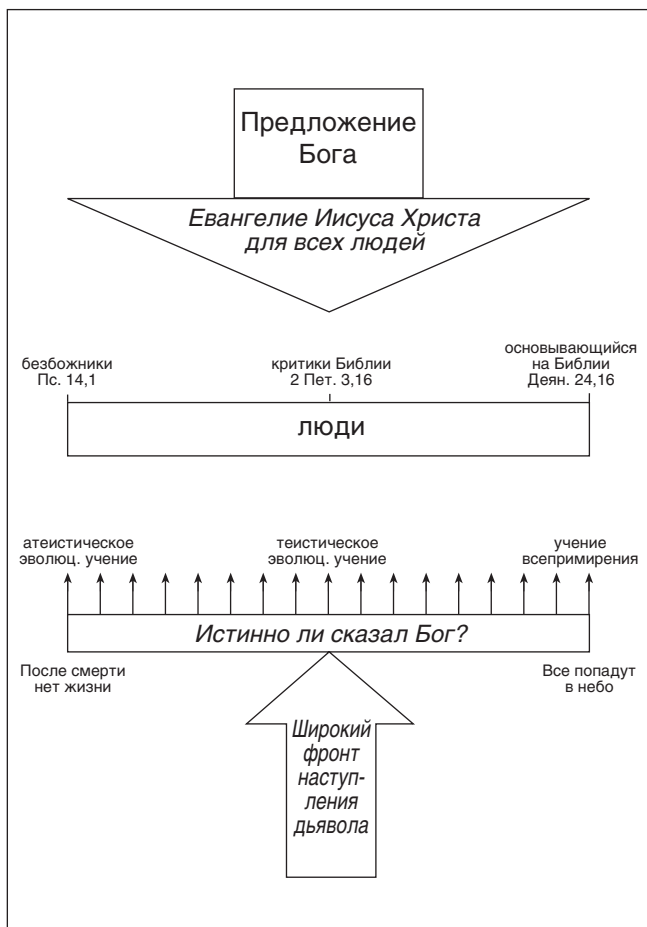 Предложение
Бога
Евангелие Иисуса Христа
для всех людей
безбожники
Пс. 14,1
критики Библии
2 Пет. 3,16
основывающийся
на Библии
Деян. 24,16
люди
атеистическое
эволюц. учение
теистическое
эволюц. учение
учение
всепримирения
Истинно ли сказал Бог?
После смерти
нет жизни
Все попадут
в небо
Широкий
фронт
наступ-
ления
дьявола